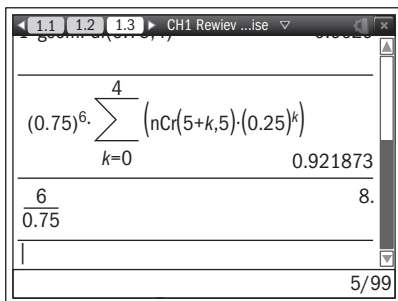 1.1 1.2 1.3 CH1 Rewiev ...ise
4
(0.75)⁶· ∑ (nCr(5+k,5)·(0.25)ᵏ)
k=0
0.921873
6
8.
0.75
5/99